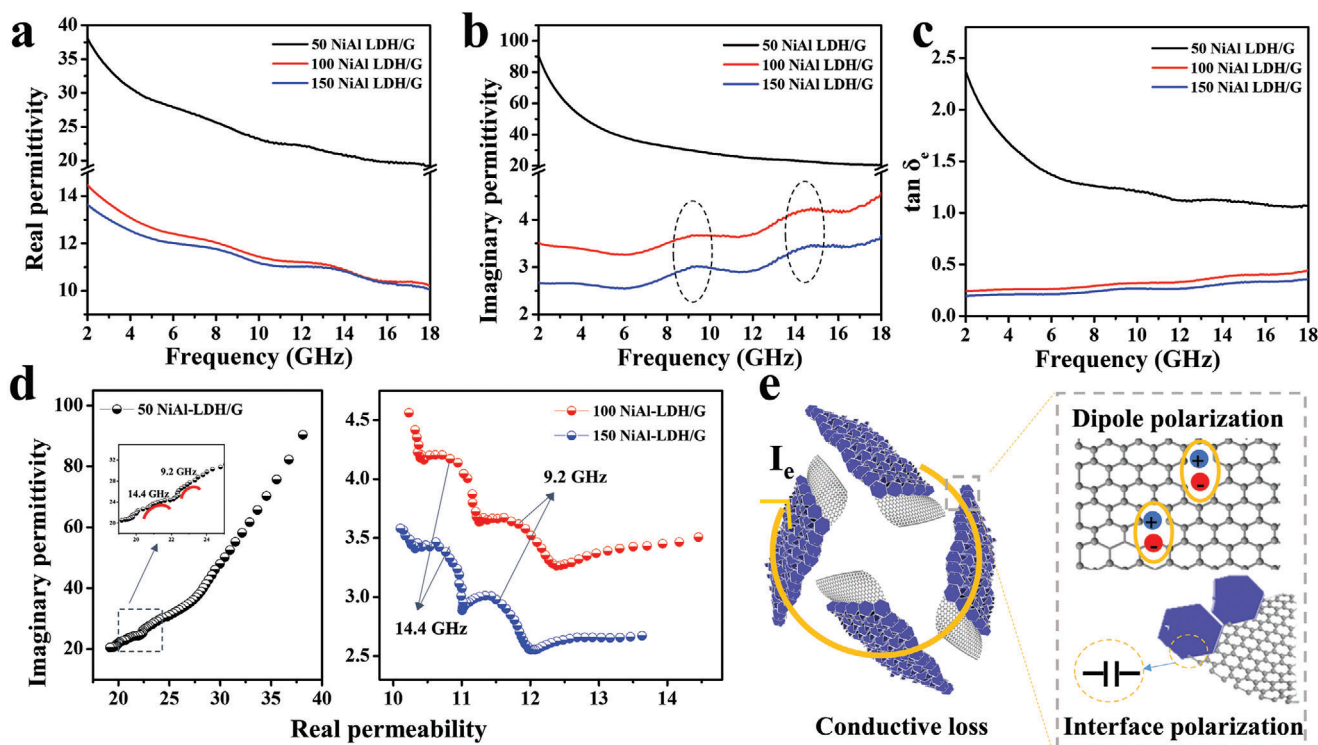 a
40
35
30
25
20
14
12
10
Real permittivity
50 NiAl LDH/G
100 NiAl LDH/G
150 NiAl LDH/G
2 4 6 8 10 12 14 16 18
Frequency (GHz)
b
100
80
60
40
20
4
3
2
Imaginary permittivity
50 NiAl LDH/G
100 NiAl LDH/G
150 NiAl LDH/G
2 4 6 8 10 12 14 16 18
Frequency (GHz)
c
2.5
2.0
1.5
1.0
0.5
0.0
tan δe
50 NiAl LDH/G
100 NiAl LDH/G
150 NiAl LDH/G
2 6 8 12 14 18
Frequency (GHz)
d
100
80
60
40
20
Imaginary permittivity
50 NiAl-LDH/G
32
28
24
20
9.2 GHz
14.4 GHz
20 22 24
20 25 30 35 40
4.5
4.0
3.5
3.0
2.5
100 NiAl-LDH/G
150 NiAl-LDH/G
9.2 GHz
14.4 GHz
10 11 12 13 14
Real permeability
e
Ie
Conductive loss
Dipole polarization
+
-
+
-
Interface polarization